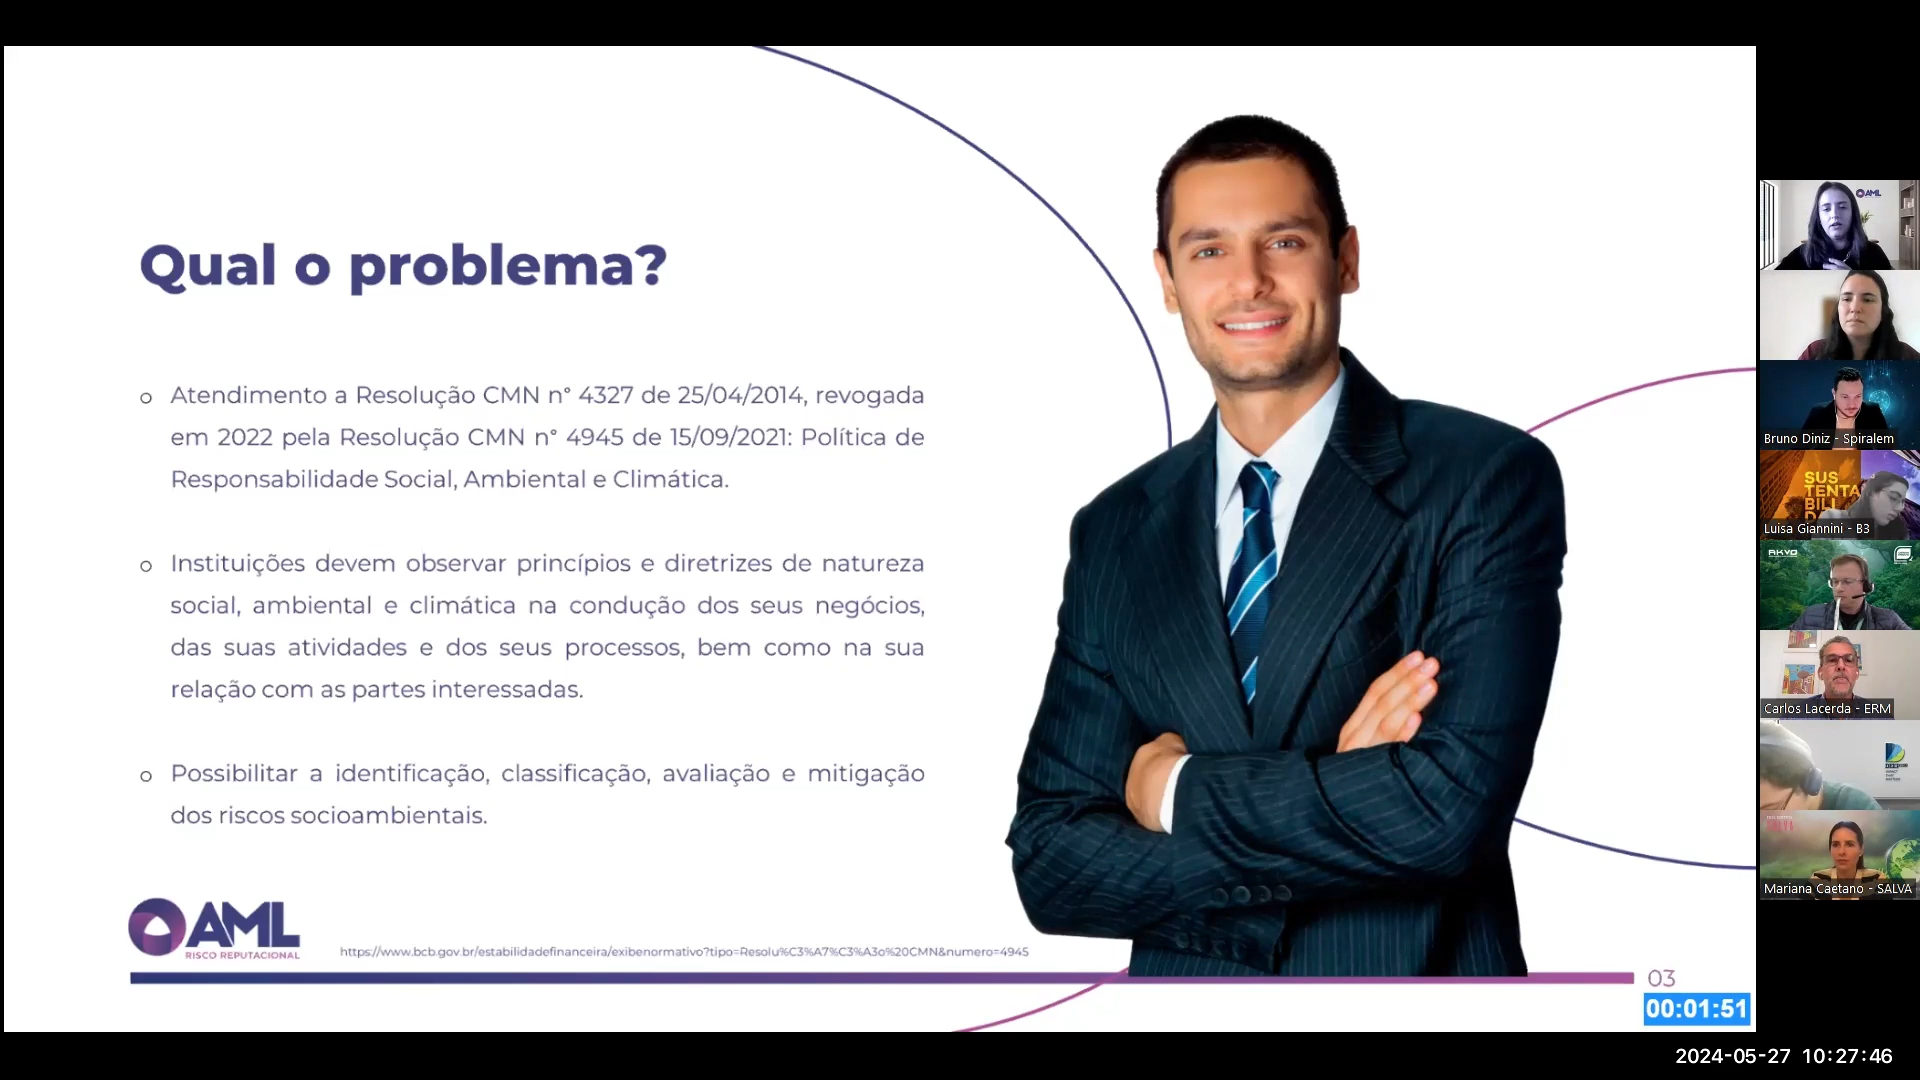 Qual o problema?
o Atendimento a Resolução CMN n° 4327 de 25/04/2014, revogada
em 2022 pela Resolução CMN n° 4945 de 15/09/2021: Política de
Responsabilidade Social, Ambiental e Climática.
o Instituições devem observar princípios e diretrizes de natureza
social, ambiental e climática na condução dos seus negócios,
das suas atividades e dos seus processos, bem como na sua
relação com as partes interessadas.
o Possibilitar a identificação, classificação, avaliação e mitigação
dos riscos socioambientais.
AML
RISCO REPUTACIONAL
https://www.bcb.gov.br/estabilidadefinanceira/exibenormativo?tipo=Resolu%C3%A7%C3%A3o%20CMN&numero=4945
03
00:01:51
AML
Bruno Diniz - Spiralem
SUS
TENTA
BILI
Luisa Giannini - B3
Carlos Lacerda - ERM
Mariana Caetano - SALVA
2024-05-27 10:27:46